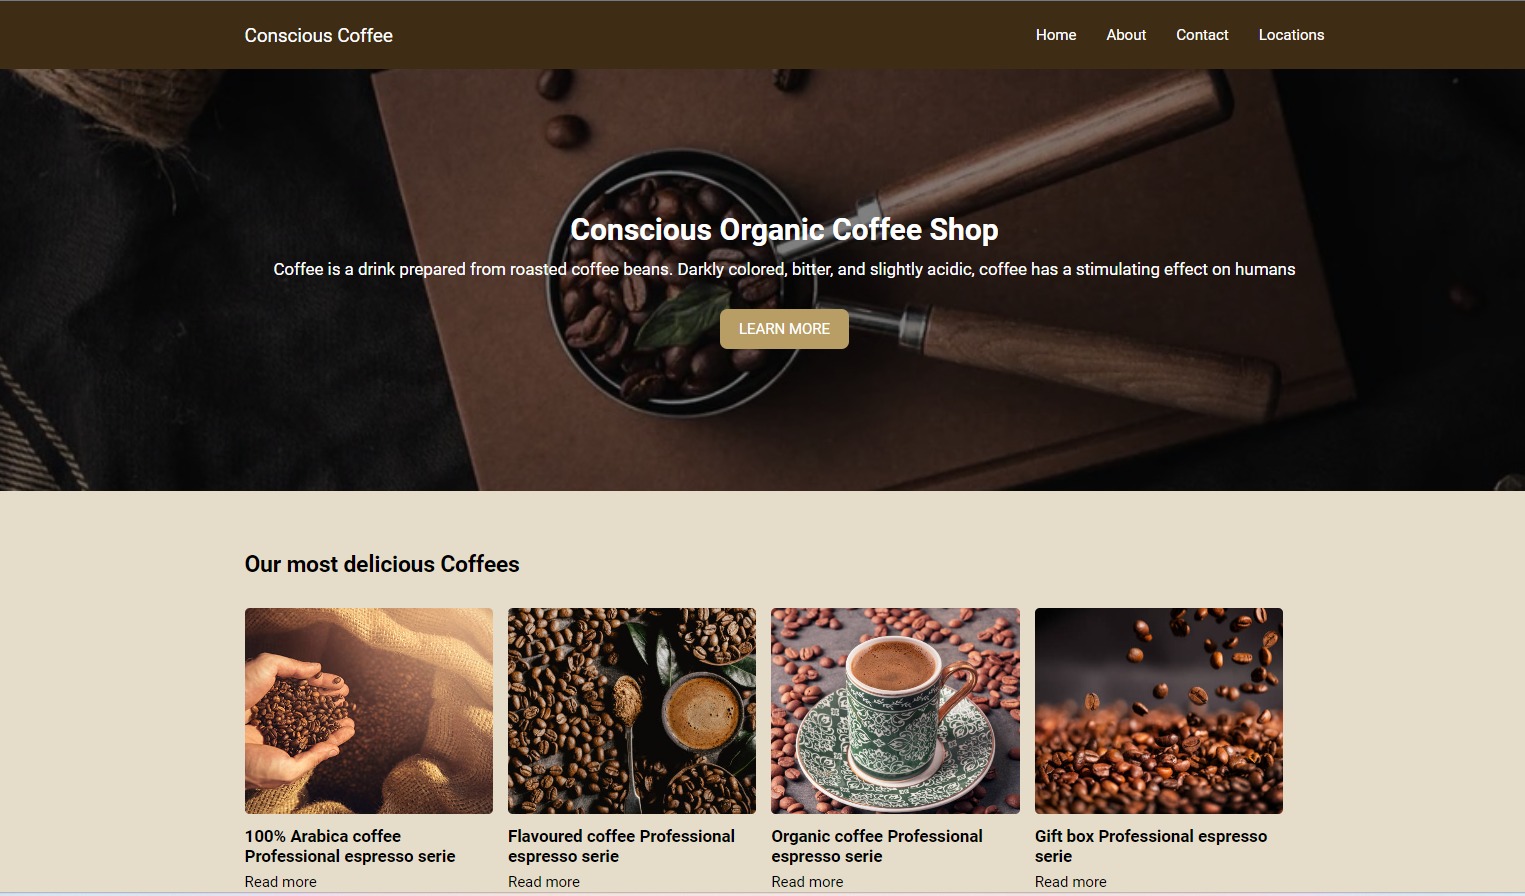 Conscious Coffee
Home About Contact Locations
Conscious Organic Coffee Shop
Coffee is a drink prepared from roasted coffee beans. Darkly colored, bitter, and slightly acidic, coffee has a stimulating effect on humans
LEARN MORE
Our most delicious Coffees
100% Arabica coffee
Professional espresso serie
Read more
Flavoured coffee Professional
espresso serie
Read more
Organic coffee Professional
espresso serie
Read more
Gift box Professional espresso
serie
Read more